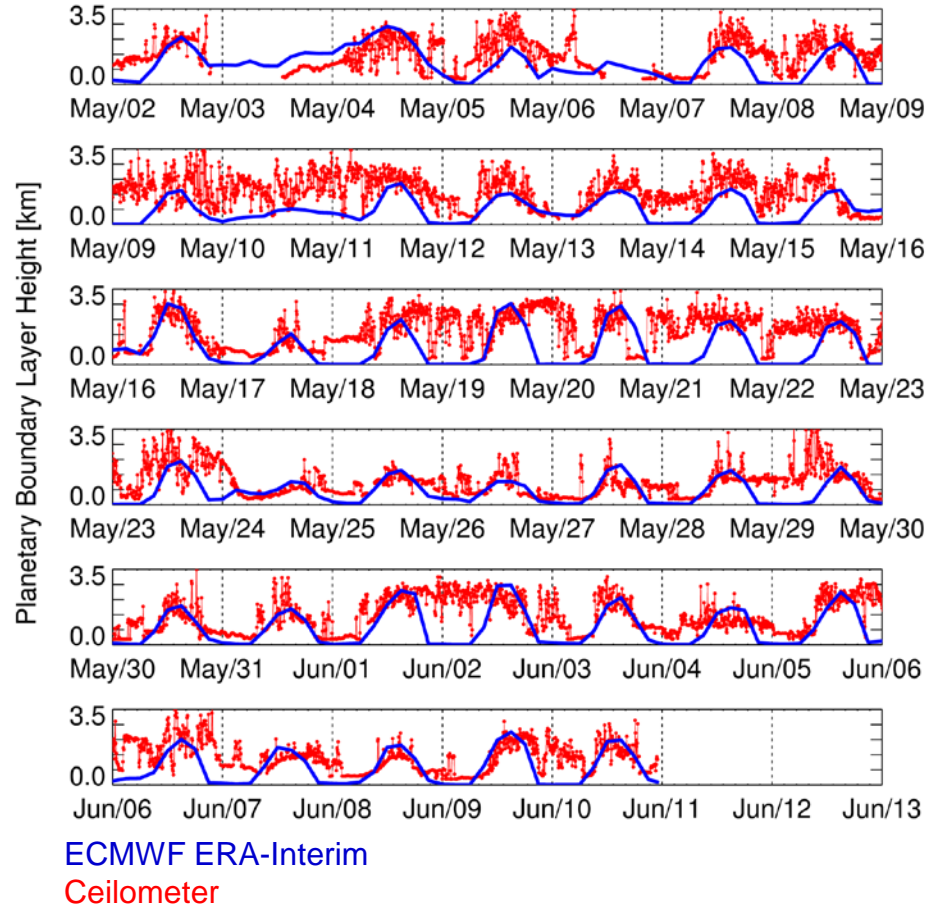 Planetary Boundary Layer Height [km]
3.5
0.0
May/02 May/03 May/04 May/05 May/06 May/07 May/08 May/09
3.5
0.0
May/09 May/10 May/11 May/12 May/13 May/14 May/15 May/16
3.5
0.0
May/16 May/17 May/18 May/19 May/20 May/21 May/22 May/23
3.5
0.0
May/23 May/24 May/25 May/26 May/27 May/28 May/29 May/30
3.5
0.0
May/30 May/31 Jun/01 Jun/02 Jun/03 Jun/04 Jun/05 Jun/06
3.5
0.0
Jun/06 Jun/07 Jun/08 Jun/09 Jun/10 Jun/11 Jun/12 Jun/13
ECMWF ERA-Interim
Ceilometer